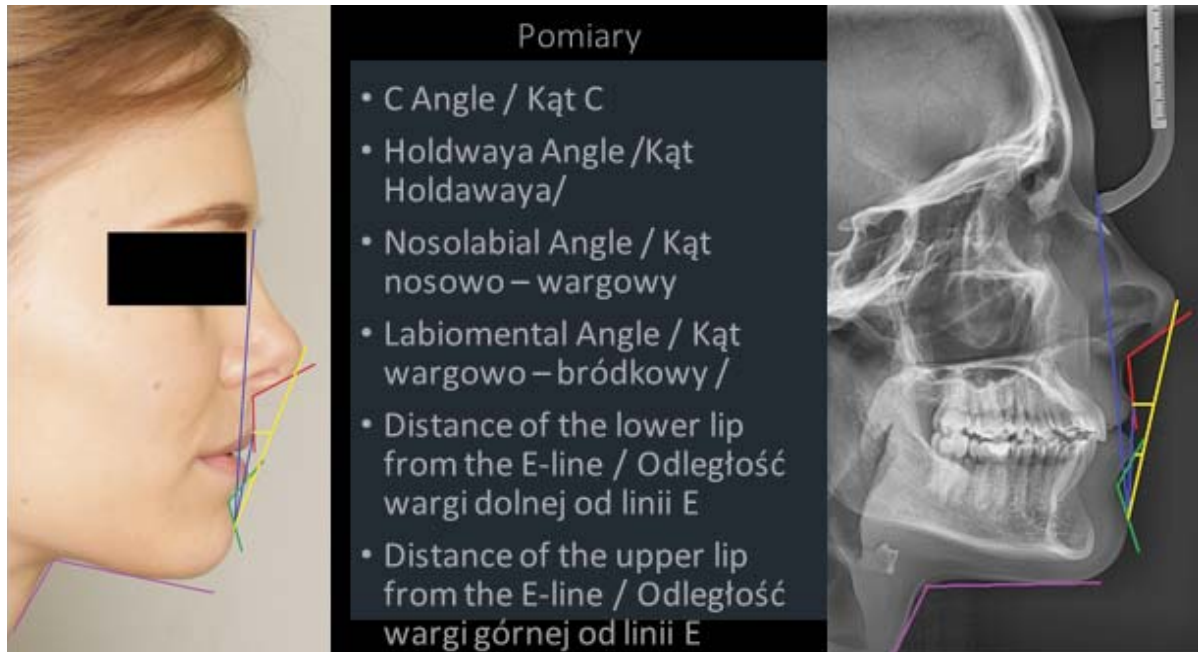 Pomiary
• C Angle / Kąt C
• Holdwaya Angle /Kąt
Holdawaya/
• Nosolabial Angle / Kąt
nosowo – wargowy
• Labiomental Angle / Kąt
wargowo – bródkowy /
• Distance of the lower lip
from the E-line / Odległość
wargi dolnej od linii E
• Distance of the upper lip
from the E-line / Odległość
wargi górnej od linii E